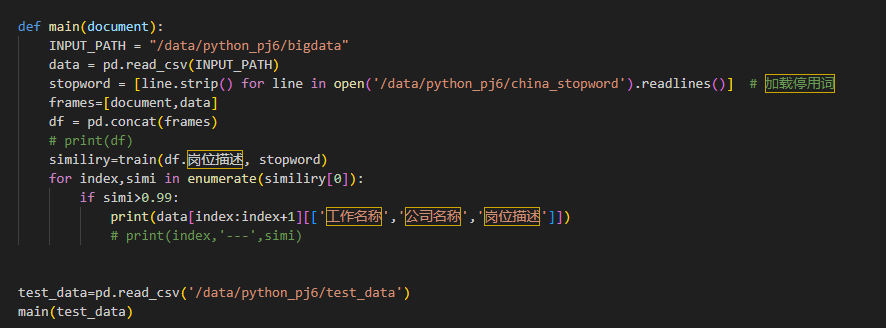 def main(document):
    INPUT_PATH = "/data/python_pj6/bigdata"
    data = pd.read_csv(INPUT_PATH)
    stopword = [line.strip() for line in open('/data/python_pj6/china_stopword').readlines()]  # 加载停用词
    frames=[document,data]
    df = pd.concat(frames)
    # print(df)
    similiry=train(df.岗位描述, stopword)
    for index,simi in enumerate(similiry[0]):
        if simi>0.99:
            print(data[index:index+1][['工作名称','公司名称','岗位描述']])
            # print(index,'---',simi)
test_data=pd.read_csv('/data/python_pj6/test_data')
main(test_data)